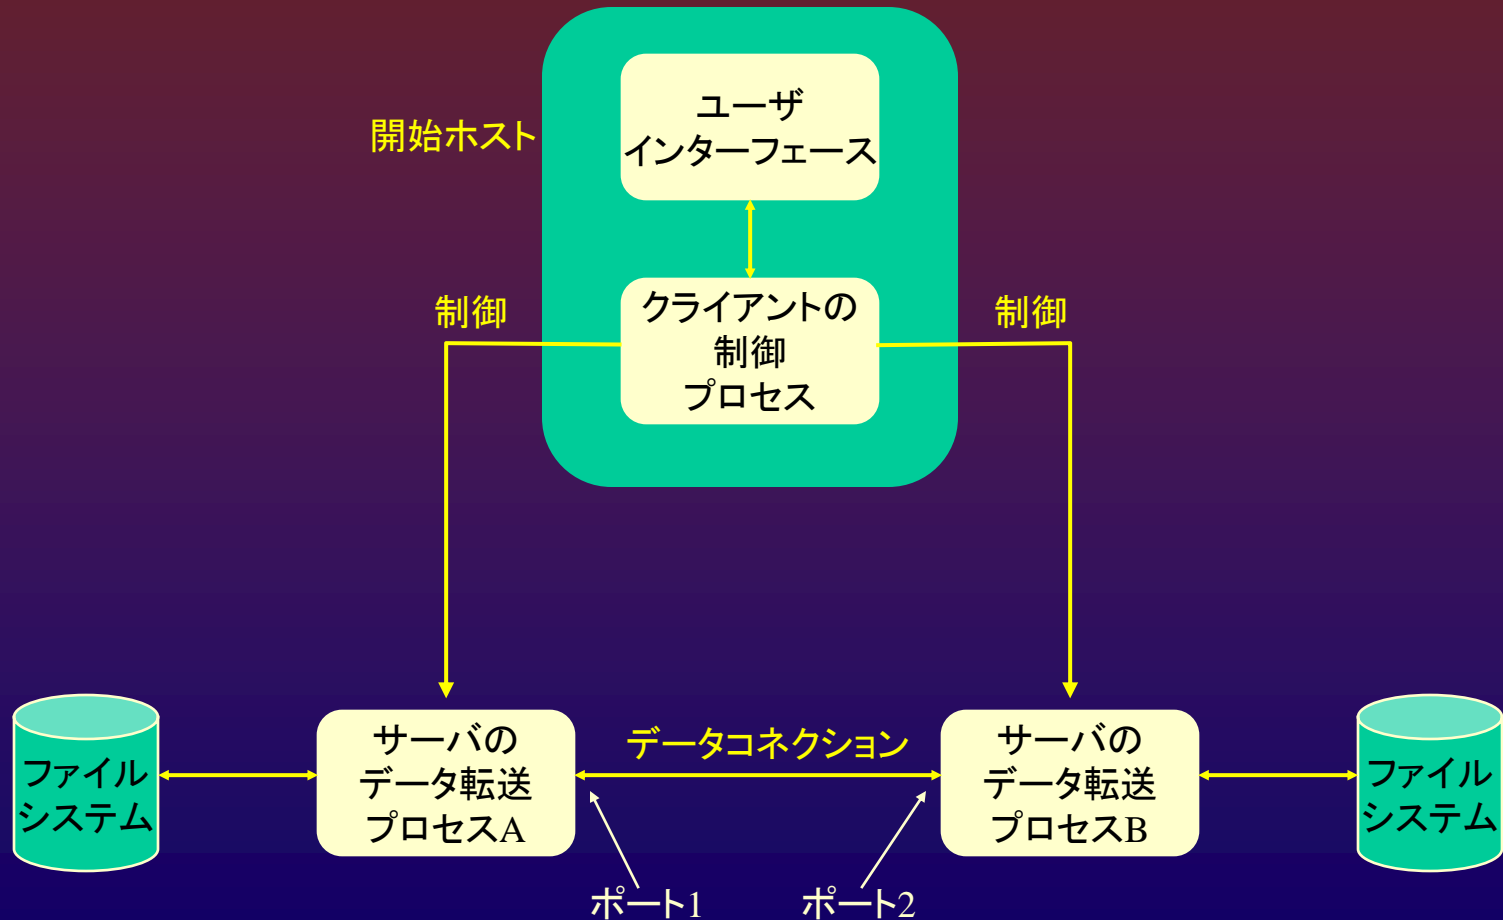 ユーザ
インターフェース
開始ホスト
制御
クライアントの
制御
プロセス
制御
ファイル
システム
サーバの
データ転送
プロセスA
データコネクション
サーバの
データ転送
プロセスB
ファイル
システム
ポート1
ポート2